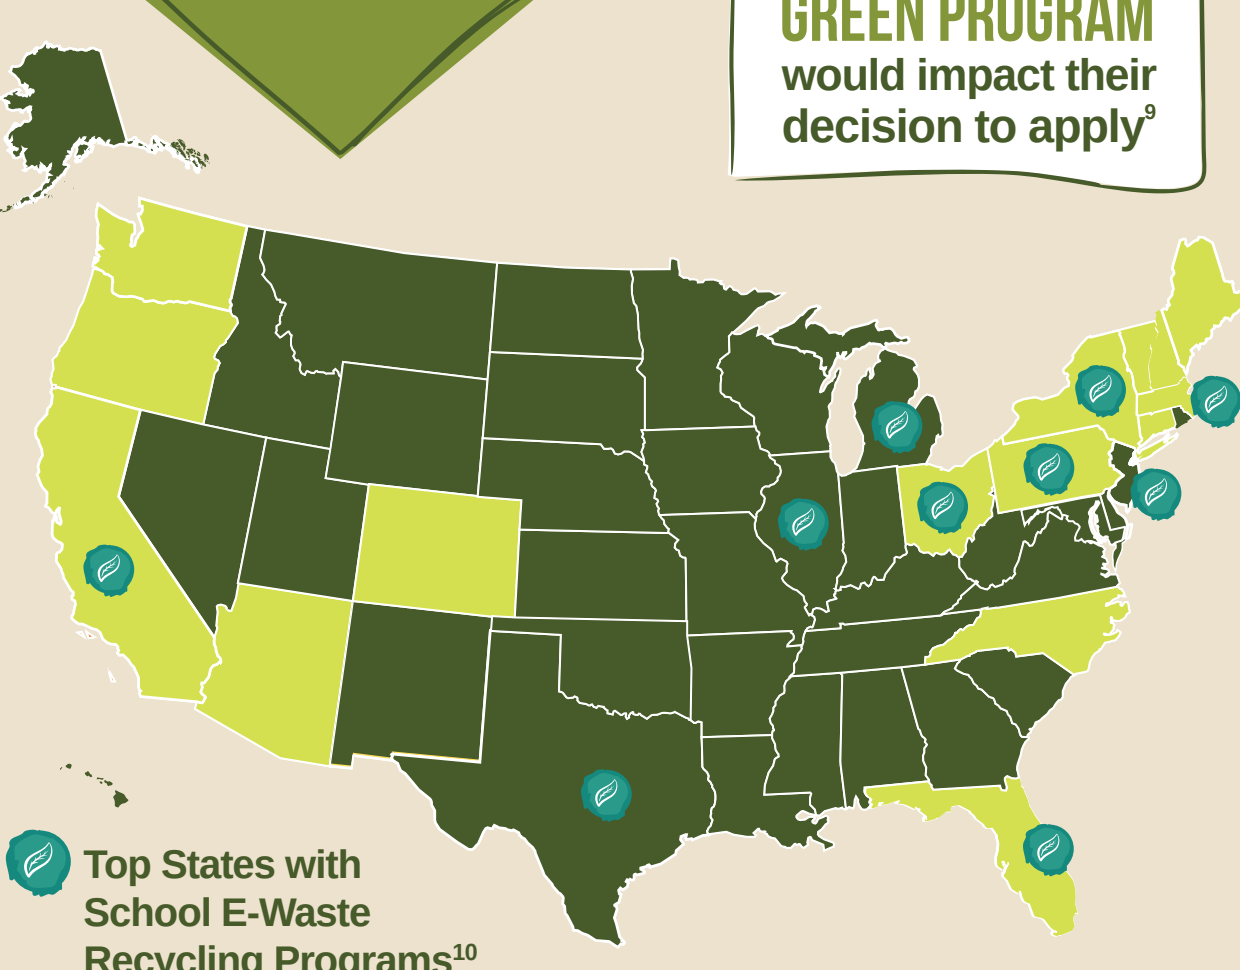 GREEN PROGRAM
would impact their
decision to apply9
Top States with
School E-Waste
Recycling Programs10